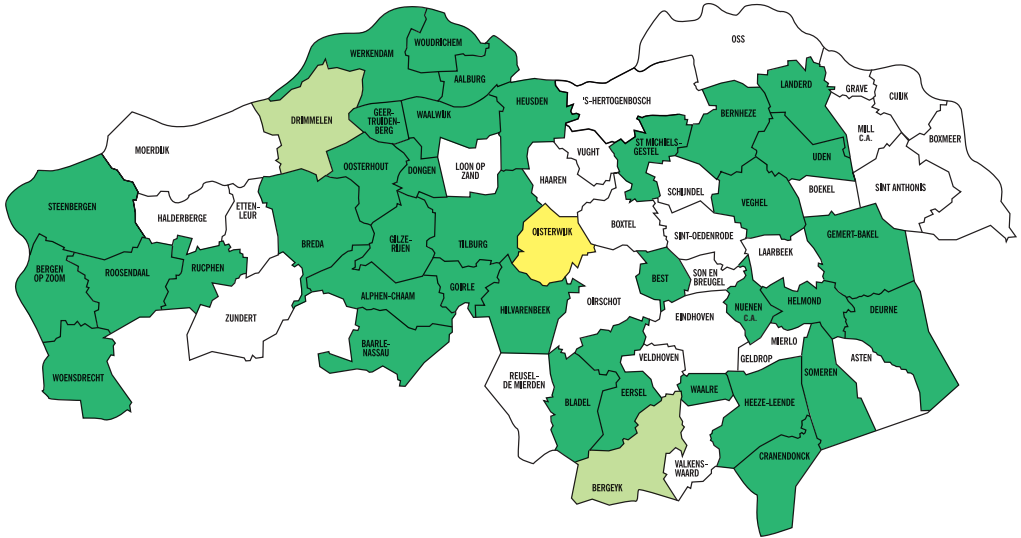 OSS
WOUDRICHEM
WERKENDAM
AALBURG
LANDERD
GRAVE
CUIJK
'S-HERTOGENBOSCH
HEUSDEN
DRIMMELEN
GEER-
TRUIDEN-
BERG
WAALWIJK
BERNHEZE
MILL
C.A.
BOXMEER
MOERDIJK
ST MICHIELS-
GESTEL
VUGHT
UDEN
OOSTERHOUT
DONGEN
LOON OP
ZAND
HAAREN
SCHIJNDEL
BOEKEL
SINT ANTHONIS
STEENBERGEN
HALDERBERGE
ETTEN-
LEUR
VEGHEL
BOXTEL
OISTERWIJK
SINT-OEDENRODE
GEMERT-BAKEL
BREDA
GILZE-
RIJEN
TILBURG
LAARBEEK
BERGEN
OP ZOOM
ROOSENDAAL
RUCPHEN
BEST
SON EN
BREUGEL
GOIRLE
ALPHEN-CHAAM
HILVARENBEEK
OIRSCHOT
NUENEN
C.A.
HELMOND
DEURNE
ZUNDERT
EINDHOVEN
BAARLE-
NASSAU
MIERLO
VELDHOVEN
GELDROP
ASTEN
WOENSDRECHT
REUSEL-
DE MIERDEN
SOMEREN
BLADEL
EERSEL
WAALRE
HEEZE-LEENDE
CRANENDONCK
VALKENS-
WAARD
BERGEYK